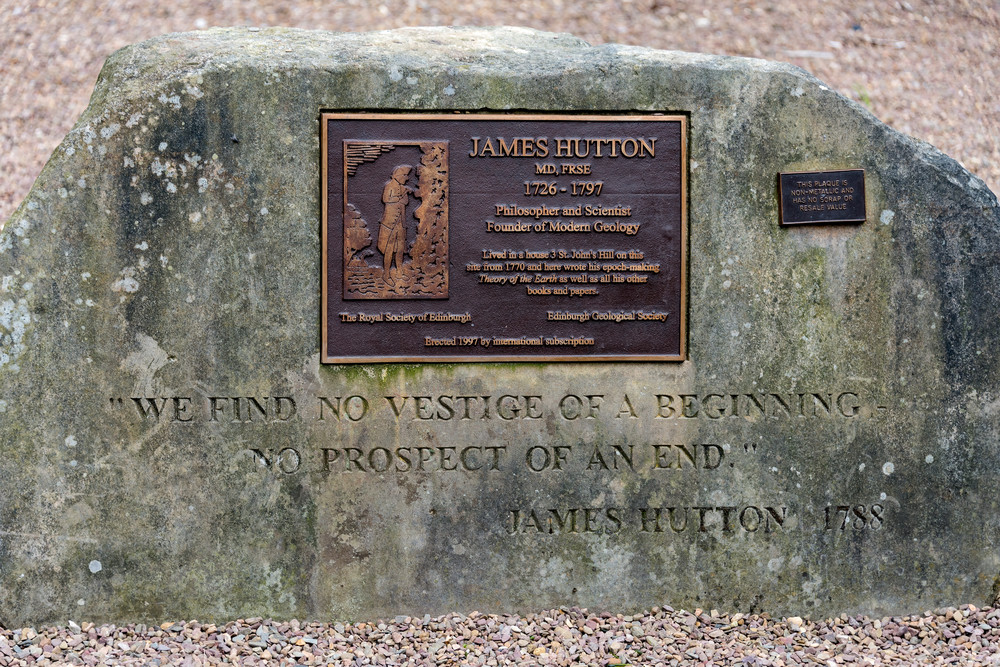 JAMES HUTTON
MD, FRSE
1726 - 1797
Philosopher and Scientist
Founder of Modern Geology
Lived in a house 3 St. John's Hill on this
site from 1770 and here wrote his epoch-making
Theory of the Earth as well as all his other
books and papers.
The Royal Society of Edinburgh
Edinburgh Geological Society
Erected 1997 by international subscription
THIS PLAQUE IS
NON-METALLIC AND
HAS NO SCRAP OR
RESALE VALUE
"WE FIND NO VESTIGE OF A BEGINNING -
NO PROSPECT OF AN END."
JAMES HUTTON 1788